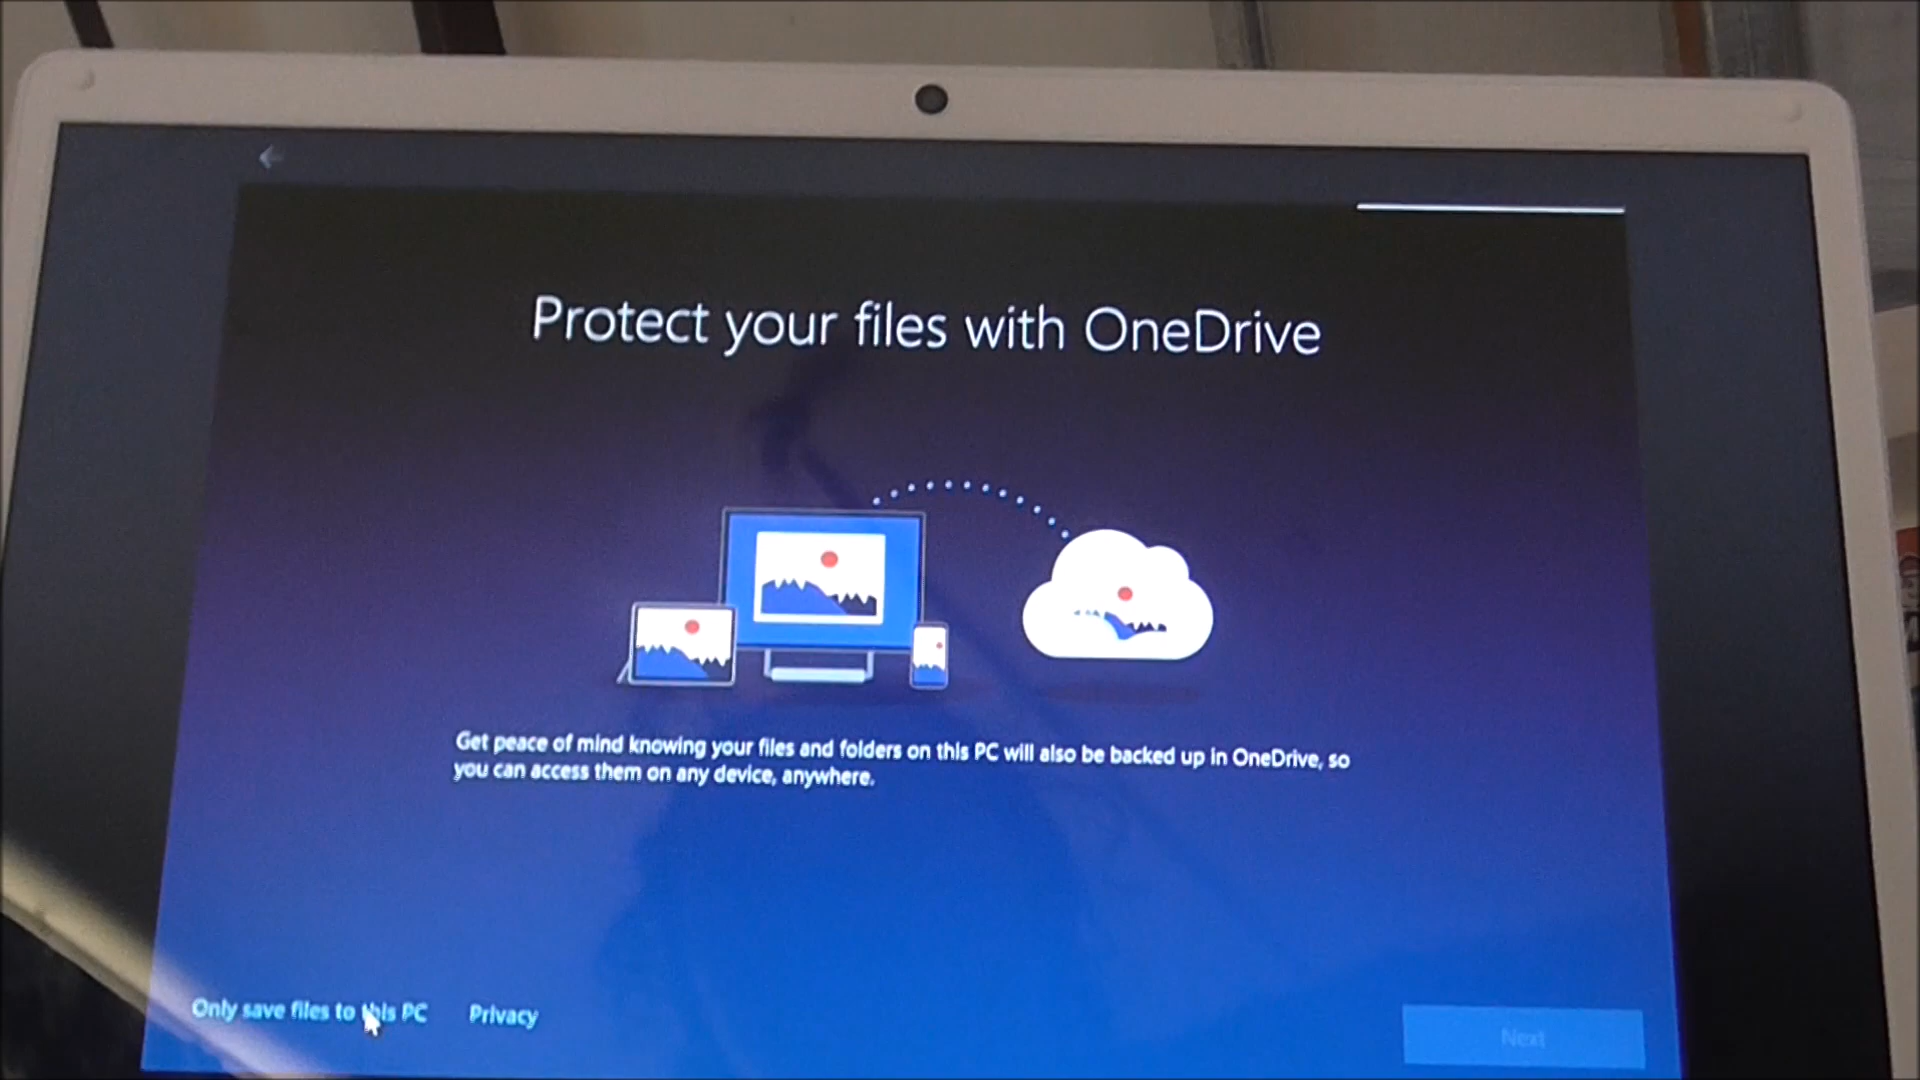 Protect your files with OneDrive
Get peace of mind knowing your files and folders on this PC will also be backed up in OneDrive, so
you can access them on any device, anywhere.
Only save files to this PC
Privacy
Next